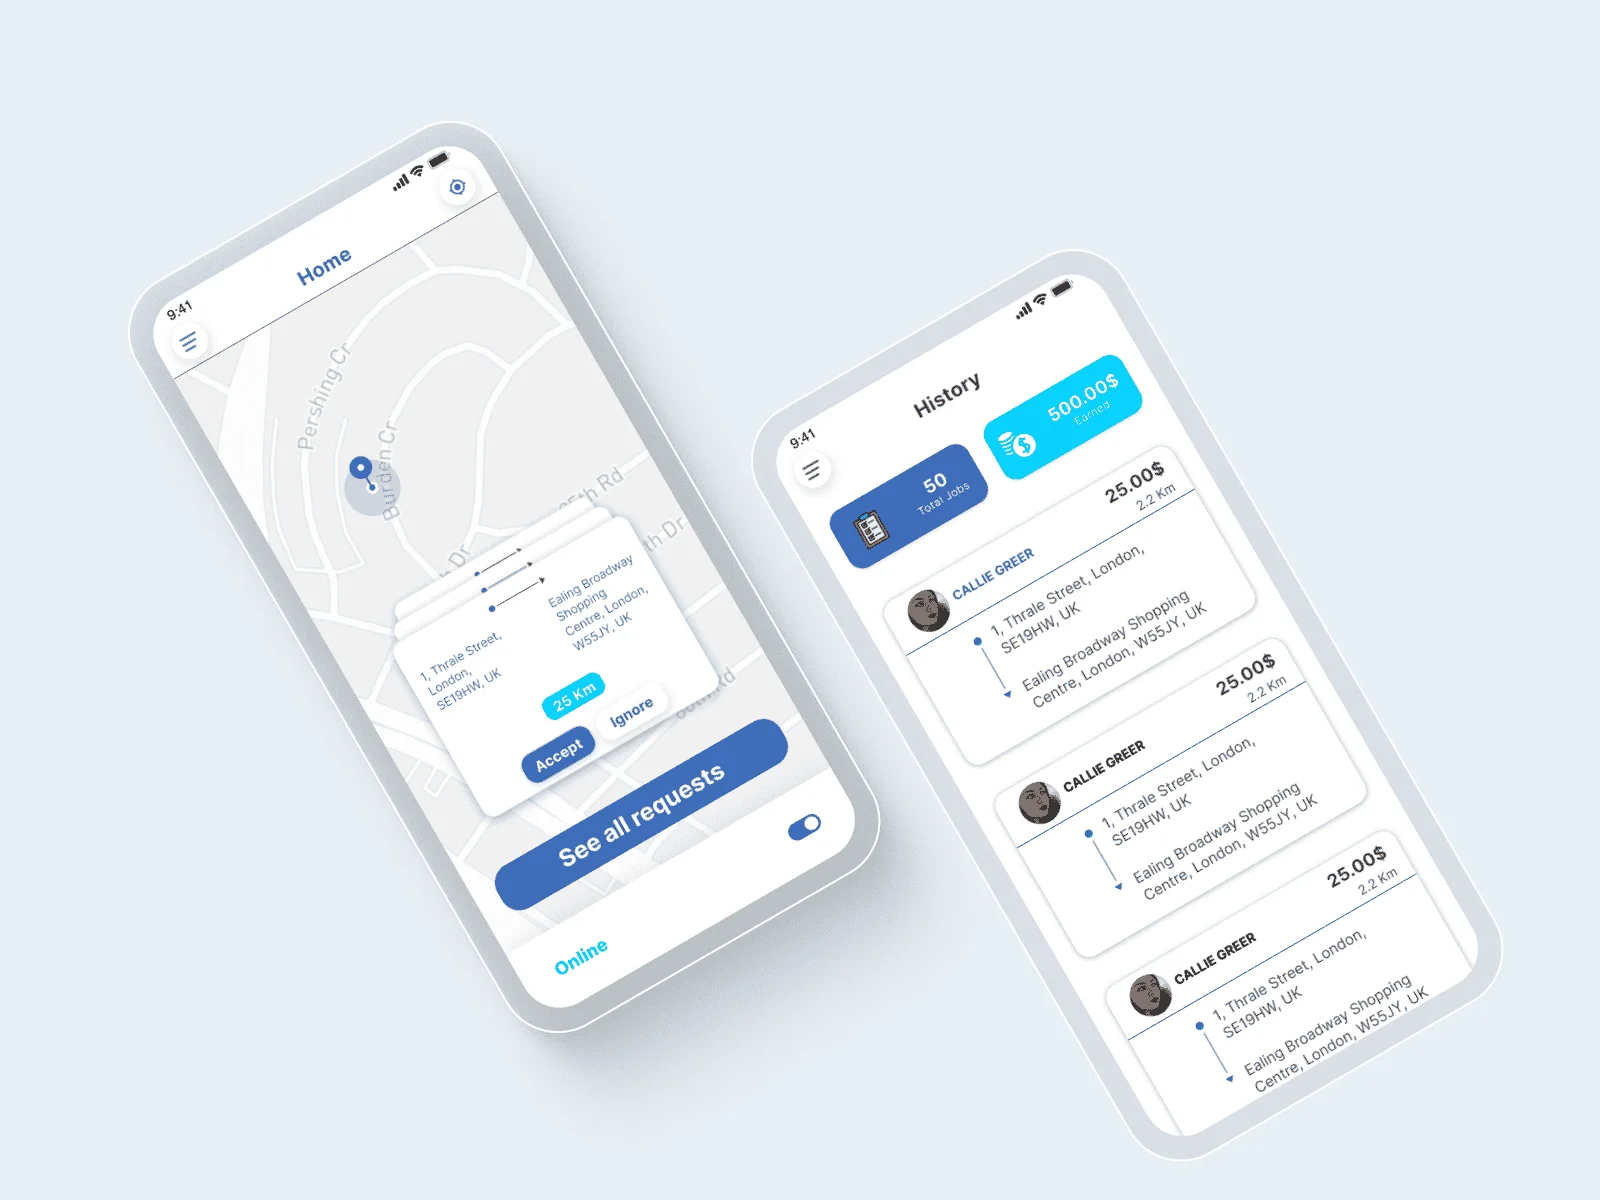 9:41
Home
Pershing Cr
Burden Cr
65th Rd
th Dr
Dr
1, Thrale Street,
London,
SE19HW, UK
Ealing Broadway
Shopping
Centre, London,
W55JY, UK
25 Km
Accept
Ignore
Rd
See all requests
Online
9:41
History
50
Total Jobs
500.00$
Earned
CALLIE GREER
25.00$
2.2 Km
1, Thrale Street, London,
SE19HW, UK
Ealing Broadway Shopping
Centre, London, W55JY, UK
CALLIE GREER
25.00$
2.2 Km
1, Thrale Street, London,
SE19HW, UK
Ealing Broadway Shopping
Centre, London, W55JY, UK
CALLIE GREER
25.00$
2.2 Km
1, Thrale Street, London,
SE19HW, UK
Ealing Broadway Shopping
Centre, London, W55JY, UK